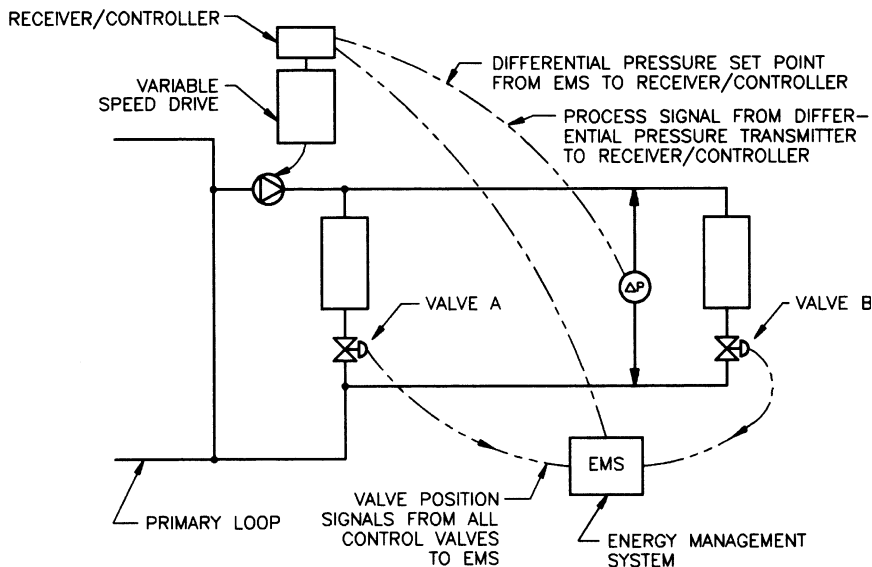 RECEIVER/CONTROLLER
VARIABLE
SPEED DRIVE
DIFFERENTIAL PRESSURE SET POINT
FROM EMS TO RECEIVER/CONTROLLER
PROCESS SIGNAL FROM DIFFER-
ENTIAL PRESSURE TRANSMITTER
TO RECEIVER/CONTROLLER
ΔP
VALVE A
VALVE B
EMS
PRIMARY LOOP
VALVE POSITION
SIGNALS FROM ALL
CONTROL VALVES
TO EMS
ENERGY MANAGEMENT
SYSTEM